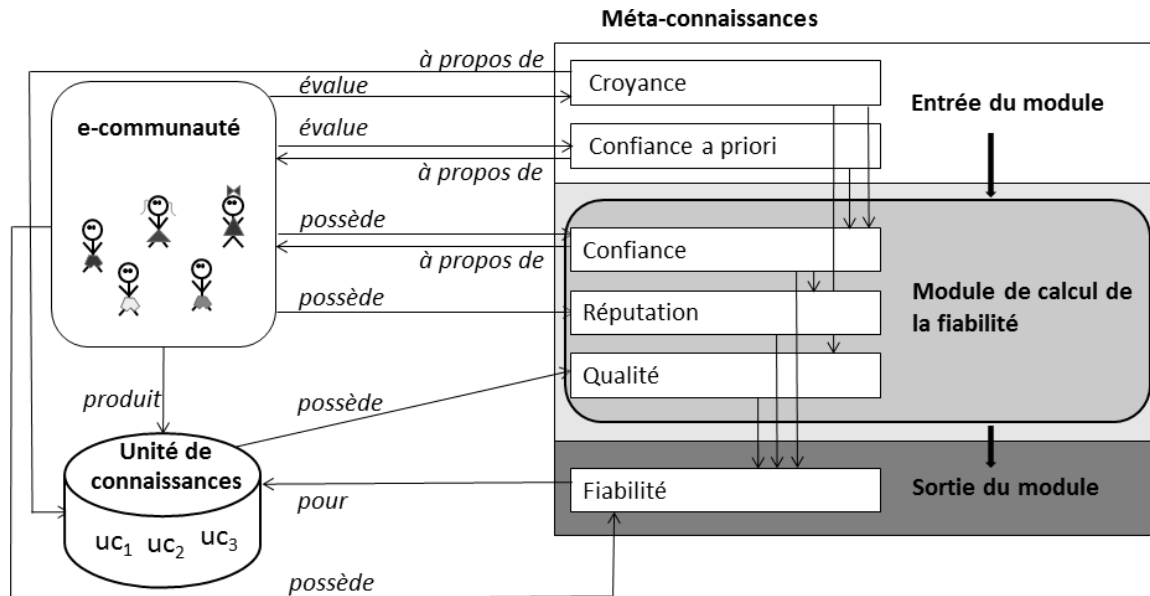 Méta-connaissances
à propos de
Croyance
évalue
Entrée du module
e-communauté
évalue
Confiance a priori
à propos de
possède
Confiance
à propos de
possède
Réputation
Module de calcul de
la fiabilité
Qualité
produit
possède
Unité de
connaissances
Fiabilité
Sortie du module
pour
uc1 uc2 uc3
possède